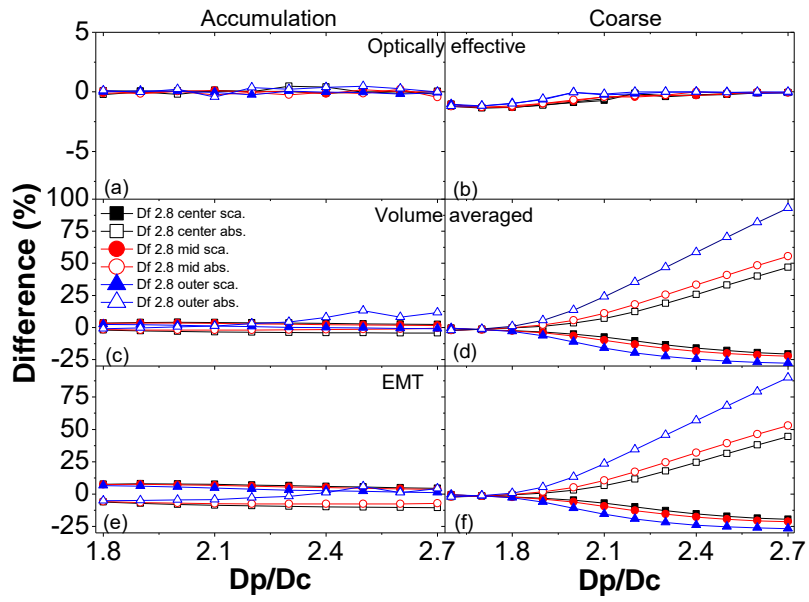 Accumulation
Coarse
5
Optically effective
0
-5
(a)
(b)
Difference (%)
100
Volume averaged
Df 2.8 center sca.
Df 2.8 center abs.
Df 2.8 mid sca.
Df 2.8 mid abs.
Df 2.8 outer sca.
Df 2.8 outer abs.
75
50
25
0
-25
(c)
(d)
EMT
75
50
25
0
-25
(e)
(f)
1.8 2.1 2.4 2.7
1.8 2.1 2.4 2.7
Dp/Dc
Dp/Dc